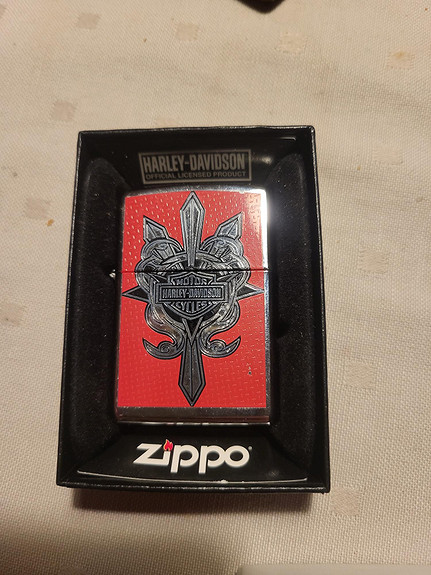 HARLEY-DAVIDSON
OFFICIAL LICENSED PRODUCT
MOTOR
HARLEY-DAVIDSON
CYCLES
zippo